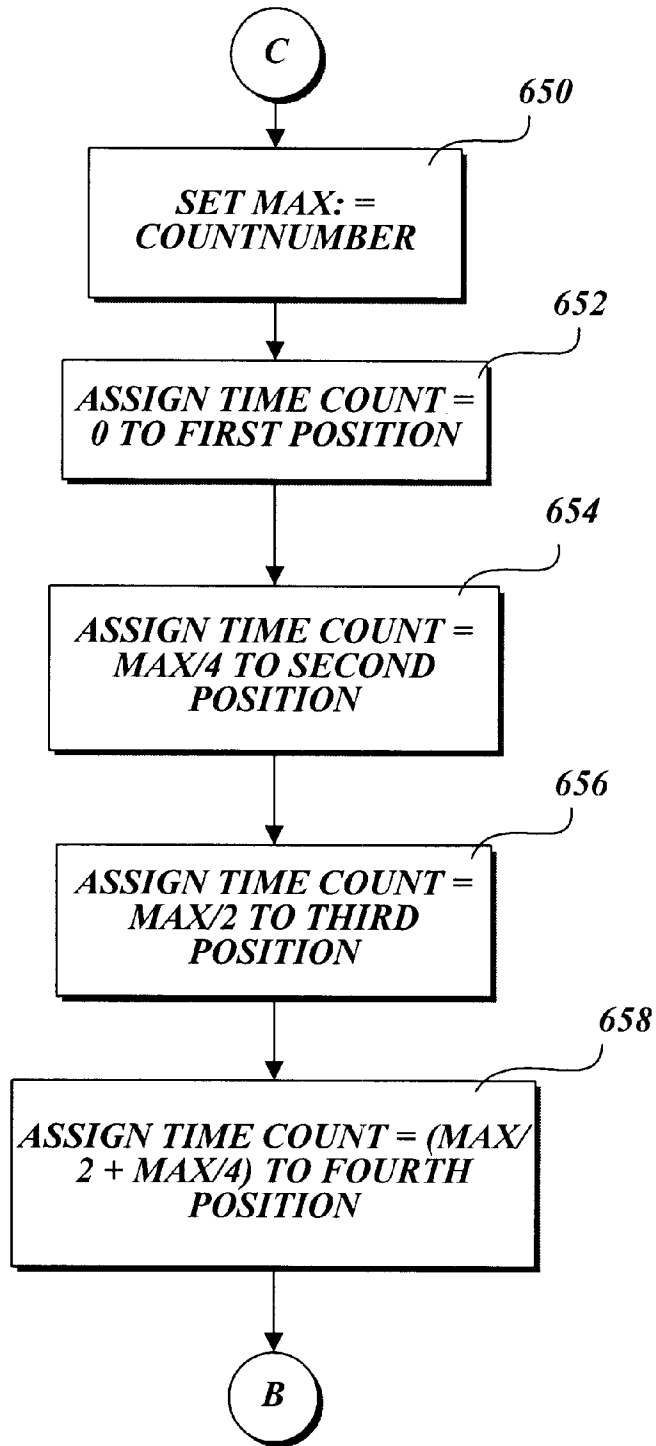 C
650
SET MAX: =
COUNTNUMBER
652
ASSIGN TIME COUNT =
0 TO FIRST POSITION
654
ASSIGN TIME COUNT =
MAX/4 TO SECOND
POSITION
656
ASSIGN TIME COUNT =
MAX/2 TO THIRD
POSITION
658
ASSIGN TIME COUNT = (MAX/
2 + MAX/4) TO FOURTH
POSITION
B